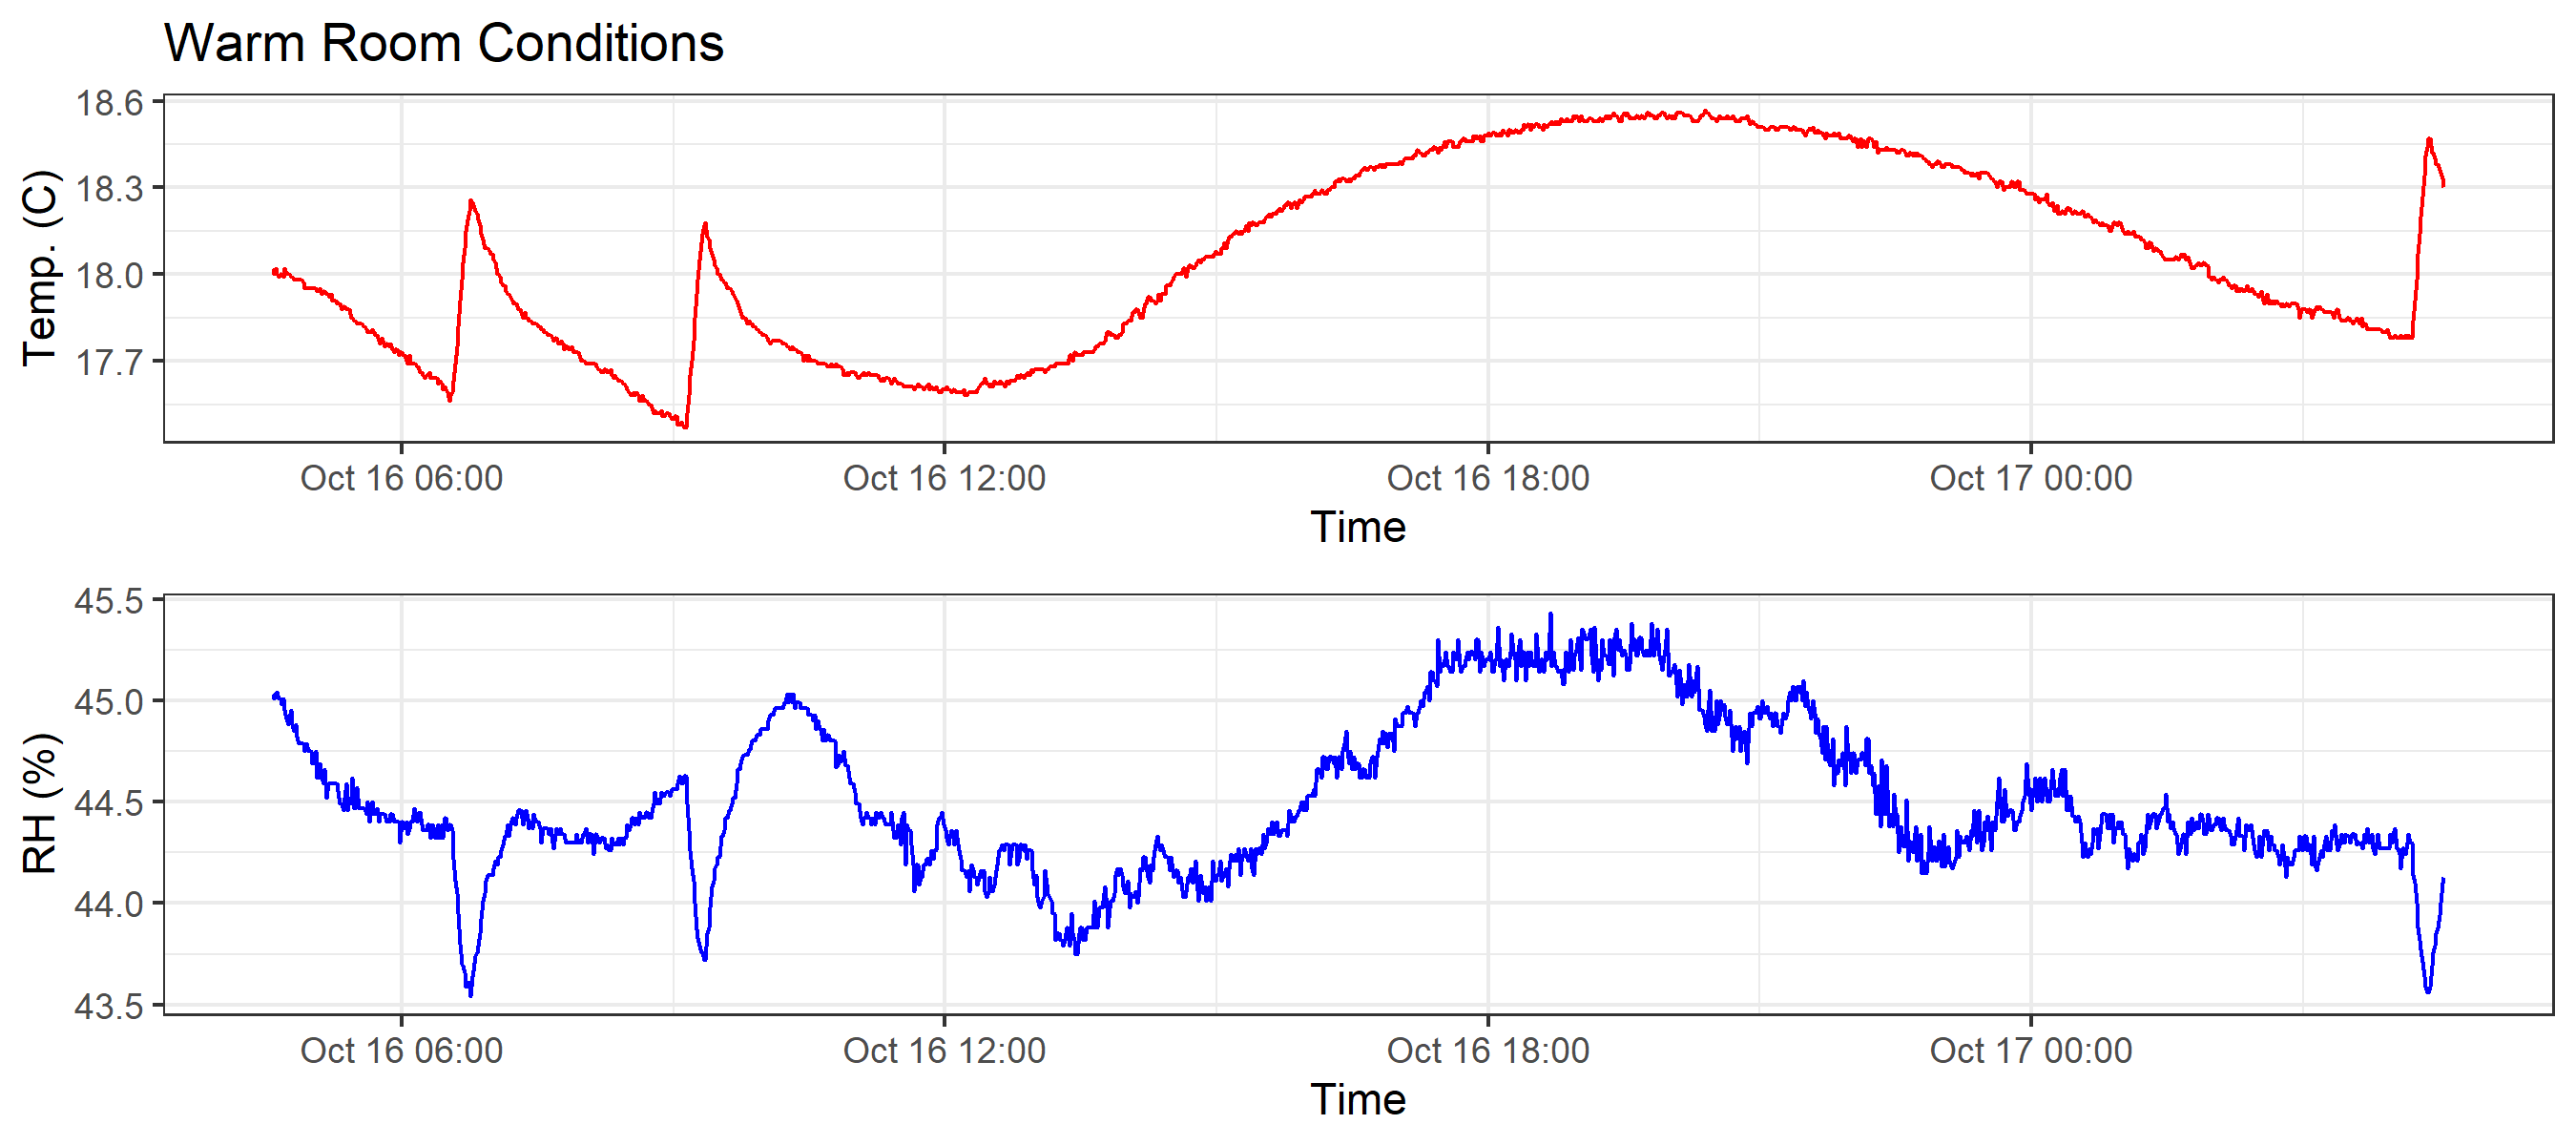 Warm Room Conditions
18.6
18.3
18.0
17.7
Temp. (C)
Oct 16 06:00 Oct 16 12:00 Oct 16 18:00 Oct 17 00:00
Time
45.5
45.0
44.5
44.0
43.5
RH (%)
Oct 16 06:00 Oct 16 12:00 Oct 16 18:00 Oct 17 00:00
Time